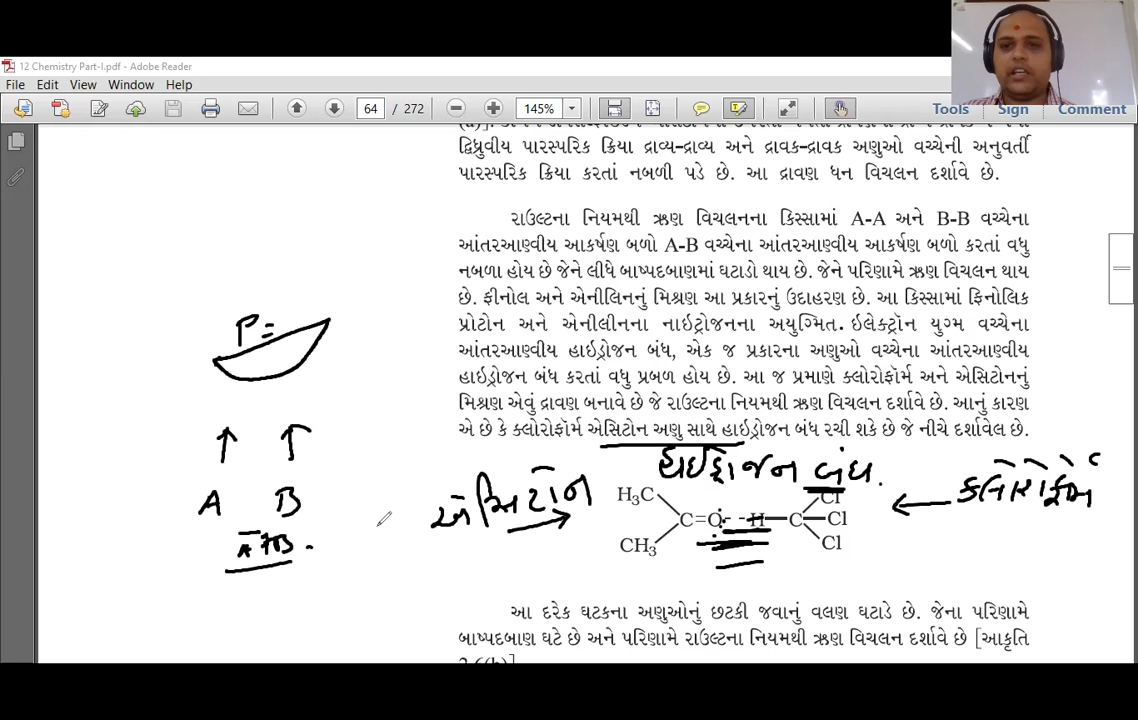 12 Chemistry Part-I.pdf - Adobe Reader
File Edit View Window Help
64 / 272 145% Tools Sign Comment
દ્વિધ્રુવીય પારસ્પરિક ક્રિયા દ્રાવ્ય-દ્રાવ્ય અને દ્રાવક-દ્રાવક અણુઓ વચ્ચેની અનુવર્તી
પારસ્પરિક ક્રિયા કરતાં નબળી પડે છે. આ દ્રાવણ ધન વિચલન દર્શાવે છે.
રાઉલ્ટના નિયમથી ઋણ વિચલનના કિસ્સામાં A-A અને B-B વચ્ચેના
આંતરઆણ્વીય આકર્ષણ બળો A-B વચ્ચેના આંતરઆણ્વીય આકર્ષણ બળો કરતાં વધુ
નબળા હોય છે જેને લીધે બાષ્પદબાણમાં ઘટાડો થાય છે. જેને પરિણામે ઋણ વિચલન થાય
છે. ફીનોલ અને એનીલિનનું મિશ્રણ આ પ્રકારનું ઉદાહરણ છે. આ કિસ્સામાં ફિનોલિક
પ્રોટોન અને એનીલીનના નાઇટ્રોજનના અયુગ્મિત. ઇલેક્ટ્રૉન યુગ્મ વચ્ચેના
આંતરઆણ્વીય હાઇડ્રોજન બંધ, એક જ પ્રકારના અણુઓ વચ્ચેના આંતરઆણ્વીય
હાઇડ્રોજન બંધ કરતાં વધુ પ્રબળ હોય છે. આ જ પ્રમાણે ક્લોરોફૉર્મ અને એસિટોનનું
મિશ્રણ એવું દ્રાવણ બનાવે છે જે રાઉલ્ટના નિયમથી ઋણ વિચલન દર્શાવે છે. આનું કારણ
એ છે કે ક્લોરોફૉર્મ એસિટોન અણુ સાથે હાઇડ્રોજન બંધ રચી શકે છે જે નીચે દર્શાવેલ છે.
P=
A B
A+B
હાઈડ્રોજન બંધ.
H₃C Cl
C=O - - H—C—Cl
CH₃ Cl
આ દરેક ઘટકના અણુઓનું છટકી જવાનું વલણ ઘટાડે છે. જેના પરિણામે
બાષ્પદબાણ ઘટે છે અને પરિણામે રાઉલ્ટના નિયમથી ઋણ વિચલન દર્શાવે છે [આકૃતિ